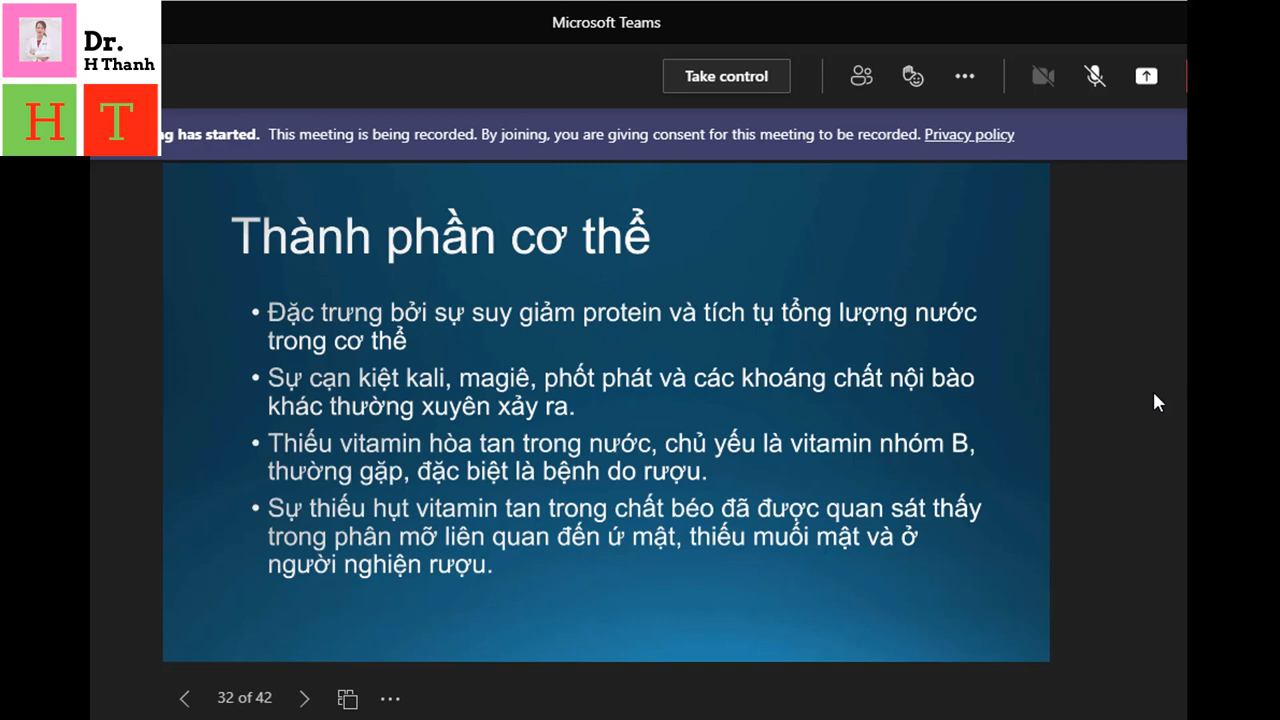 Microsoft Teams
Dr.
H Thanh
H T
Take control
ng has started. This meeting is being recorded. By joining, you are giving consent for this meeting to be recorded. Privacy policy
Thành phần cơ thể
• Đặc trưng bởi sự suy giảm protein và tích tụ tổng lượng nước
trong cơ thể
• Sự cạn kiệt kali, magiê, phốt phát và các khoáng chất nội bào
khác thường xuyên xảy ra.
• Thiếu vitamin hòa tan trong nước, chủ yếu là vitamin nhóm B,
thường gặp, đặc biệt là bệnh do rượu.
• Sự thiếu hụt vitamin tan trong chất béo đã được quan sát thấy
trong phân mỡ liên quan đến ứ mật, thiếu muối mật và ở
người nghiện rượu.
32 of 42